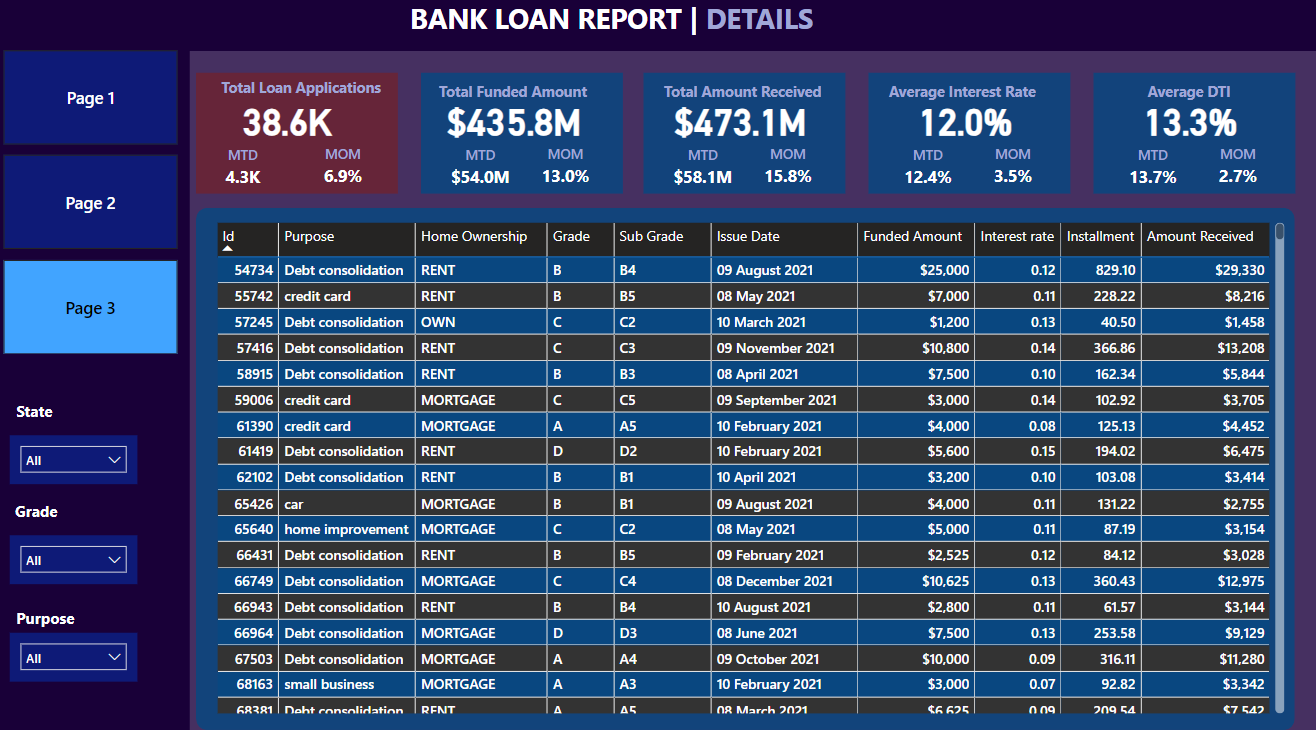 BANK LOAN REPORT | DETAILS
Page 1
Page 2
Page 3
State
All
Grade
All
Purpose
All
Total Loan Applications
38.6K
MTD MOM
4.3K 6.9%
Total Funded Amount
$435.8M
MTD MOM
$54.0M 13.0%
Total Amount Received
$473.1M
MTD MOM
$58.1M 15.8%
Average Interest Rate
12.0%
MTD MOM
12.4% 3.5%
Average DTI
13.3%
MTD MOM
13.7% 2.7%
Id Purpose Home Ownership Grade Sub Grade Issue Date Funded Amount Interest rate Installment Amount Received
54734 Debt consolidation RENT B B4 09 August 2021 $25,000 0.12 829.10 $29,330
55742 credit card RENT B B5 08 May 2021 $7,000 0.11 228.22 $8,216
57245 Debt consolidation OWN C C2 10 March 2021 $1,200 0.13 40.50 $1,458
57416 Debt consolidation RENT C C3 09 November 2021 $10,800 0.14 366.86 $13,208
58915 Debt consolidation RENT B B3 08 April 2021 $7,500 0.10 162.34 $5,844
59006 credit card MORTGAGE C C5 09 September 2021 $3,000 0.14 102.92 $3,705
61390 credit card MORTGAGE A A5 10 February 2021 $4,000 0.08 125.13 $4,452
61419 Debt consolidation RENT D D2 10 February 2021 $5,600 0.15 194.02 $6,475
62102 Debt consolidation RENT B B1 10 April 2021 $3,200 0.10 103.08 $3,414
65426 car MORTGAGE B B1 09 August 2021 $4,000 0.11 131.22 $2,755
65640 home improvement MORTGAGE C C2 08 May 2021 $5,000 0.11 87.19 $3,154
66431 Debt consolidation RENT B B5 09 February 2021 $2,525 0.12 84.12 $3,028
66749 Debt consolidation MORTGAGE C C4 08 December 2021 $10,625 0.13 360.43 $12,975
66943 Debt consolidation RENT B B4 10 August 2021 $2,800 0.11 61.57 $3,144
66964 Debt consolidation MORTGAGE D D3 08 June 2021 $7,500 0.13 253.58 $9,129
67503 Debt consolidation MORTGAGE A A4 09 October 2021 $10,000 0.09 316.11 $11,280
68163 small business MORTGAGE A A3 10 February 2021 $3,000 0.07 92.82 $3,342
68381 Debt consolidation RENT A A5 08 March 2021 $6,625 0.09 209.54 $7,542